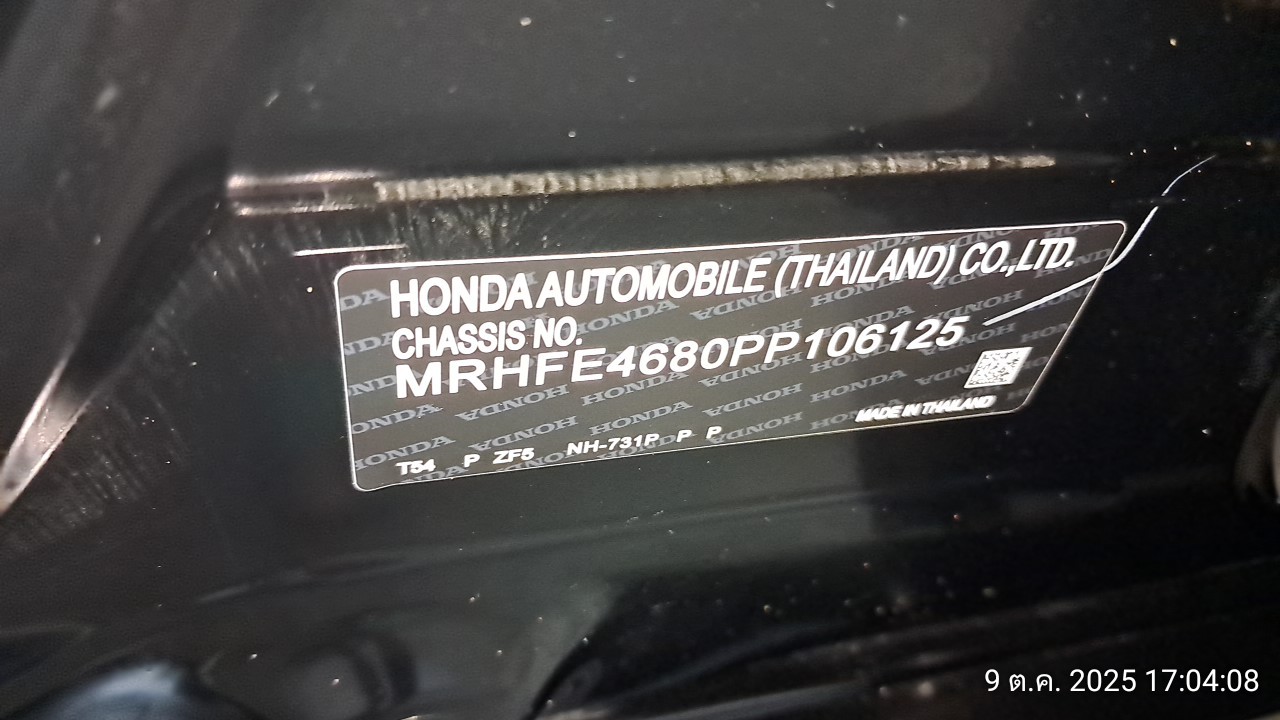 HONDA AUTOMOBILE (THAILAND) CO.,LTD.
CHASSIS NO.
MRHFE4680PP106125
MADE IN THAILAND
T54 P ZF5 NH-731P P P
9 ต.ค. 2025 17:04:08